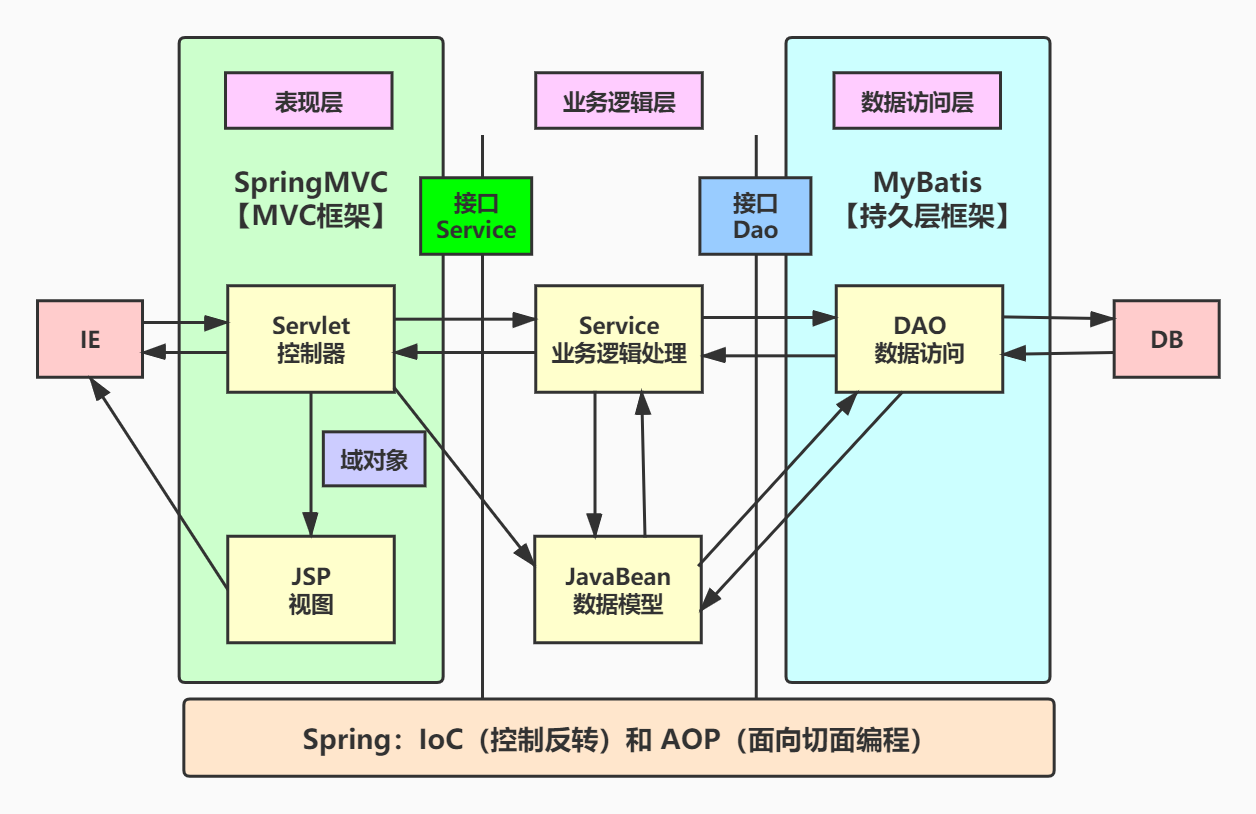 表现层
业务逻辑层
数据访问层
SpringMVC
【MVC框架】
接口
Service
接口
Dao
MyBatis
【持久层框架】
IE
Servlet
控制器
Service
业务逻辑处理
DAO
数据访问
DB
域对象
JSP
视图
JavaBean
数据模型
Spring：IoC（控制反转）和 AOP（面向切面编程）